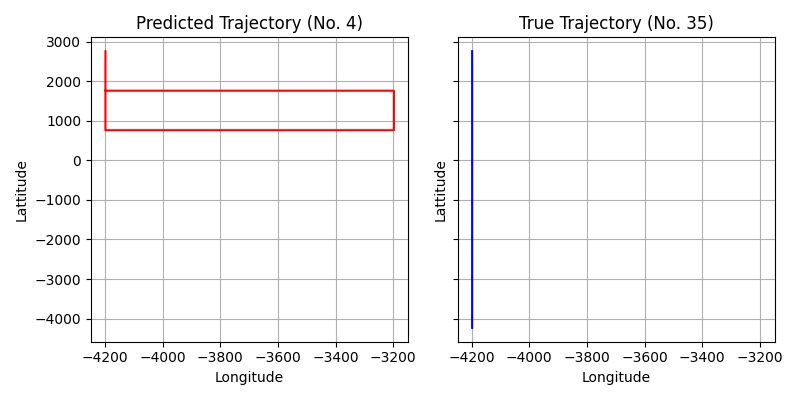 Predicted Trajectory (No. 4)
True Trajectory (No. 35)
Lattitude
3000
2000
1000
0
−1000
−2000
−3000
−4000
−4200 −4000 −3800 −3600 −3400 −3200
Longitude
Lattitude
−4200 −4000 −3800 −3600 −3400 −3200
Longitude